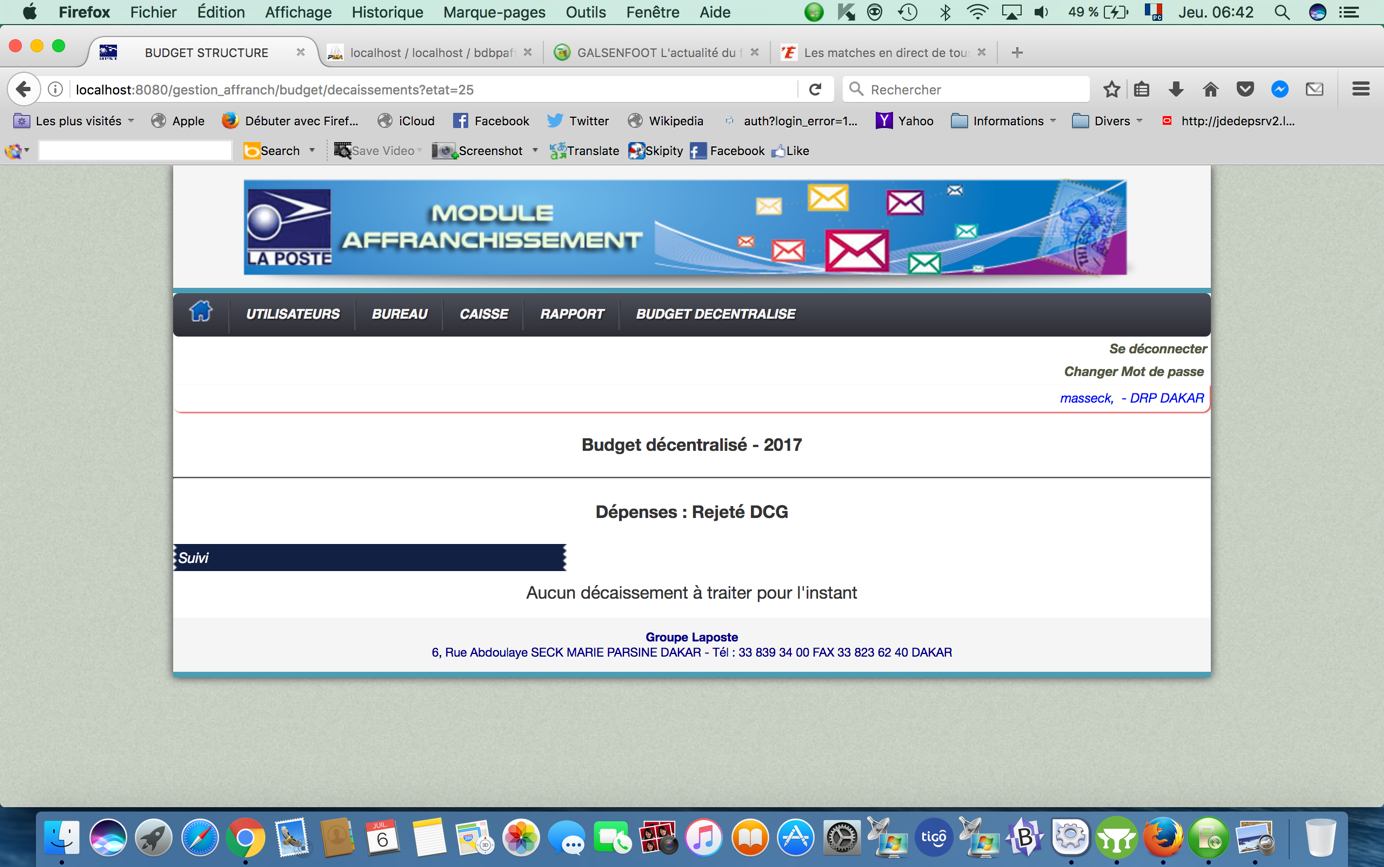 Firefox Fichier Édition Affichage Historique Marque-pages Outils Fenêtre Aide 49 % PC Jeu. 06:42
BUDGET STRUCTURE localhost / localhost / bdbpaf GALSENFOOT L'actualité du f Les matches en direct de tou
localhost:8080/gestion_affranch/budget/decaissements?etat=25 Rechercher
Les plus visités Apple Débuter avec Firef... iCloud Facebook Twitter Wikipedia auth?login_error=1... Yahoo Informations Divers http://jdedepsrv2.l...
Search Save Video Screenshot Translate Skipity Facebook Like
LA POSTE
MODULE
AFFRANCHISSEMENT
UTILISATEURS BUREAU CAISSE RAPPORT BUDGET DECENTRALISE
Se déconnecter
Changer Mot de passe
masseck, - DRP DAKAR
Budget décentralisé - 2017
Dépenses : Rejeté DCG
Suivi
Aucun décaissement à traiter pour l'instant
Groupe Laposte
6, Rue Abdoulaye SECK MARIE PARSINE DAKAR - Tél : 33 839 34 00 FAX 33 823 62 40 DAKAR
JUIL.
6
3D
tigo
B